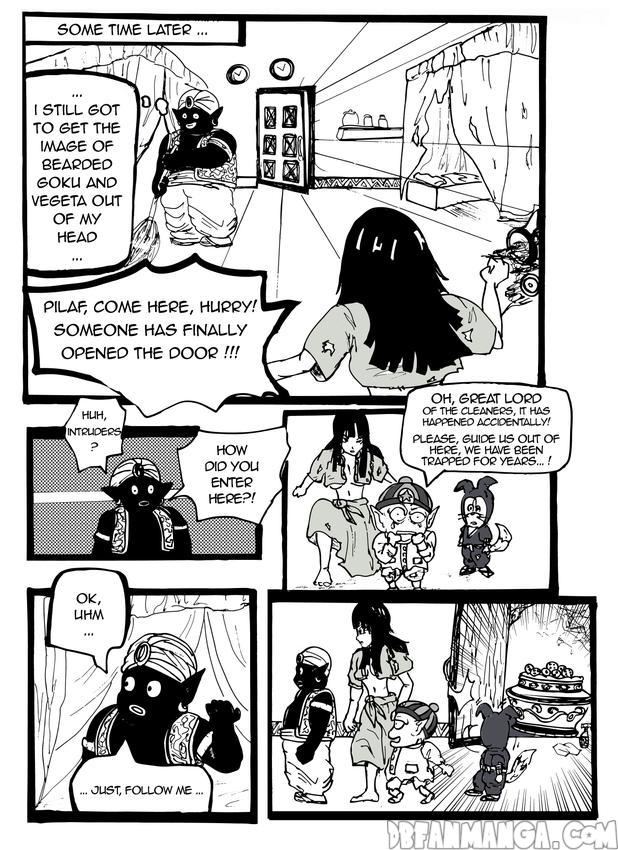 SOME TIME LATER ...
...
I STILL GOT
TO GET THE
IMAGE OF
BEARDED
GOKU AND
VEGETA OUT
OF MY
HEAD
...
PILAF, COME HERE, HURRY!
SOMEONE HAS FINALLY
OPENED THE DOOR !!!
HUH,
INTRUDERS
?
HOW
DID YOU
ENTER
HERE?!
OH, GREAT LORD
OF THE CLEANERS, IT HAS
HAPPENED ACCIDENTALLY!
PLEASE, GUIDE US OUT OF
HERE, WE HAVE BEEN
TRAPPED FOR YEARS... !
OK,
UHM
...
... JUST, FOLLOW ME ...
DBFANMANGA.COM